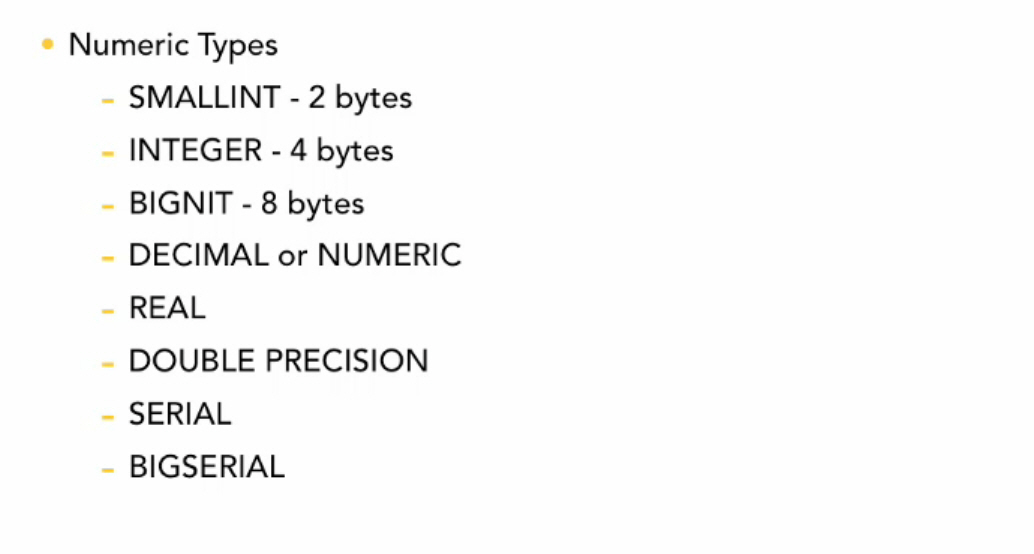 • Numeric Types
- SMALLINT - 2 bytes
- INTEGER - 4 bytes
- BIGNIT - 8 bytes
- DECIMAL or NUMERIC
- REAL
- DOUBLE PRECISION
- SERIAL
- BIGSERIAL